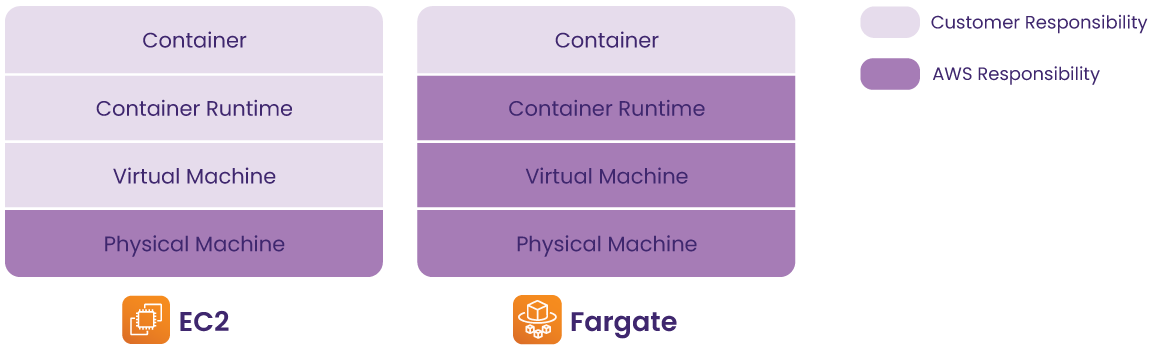 Container
Container Runtime
Virtual Machine
Physical Machine
EC2
Container
Container Runtime
Virtual Machine
Physical Machine
Fargate
Customer Responsibility
AWS Responsibility